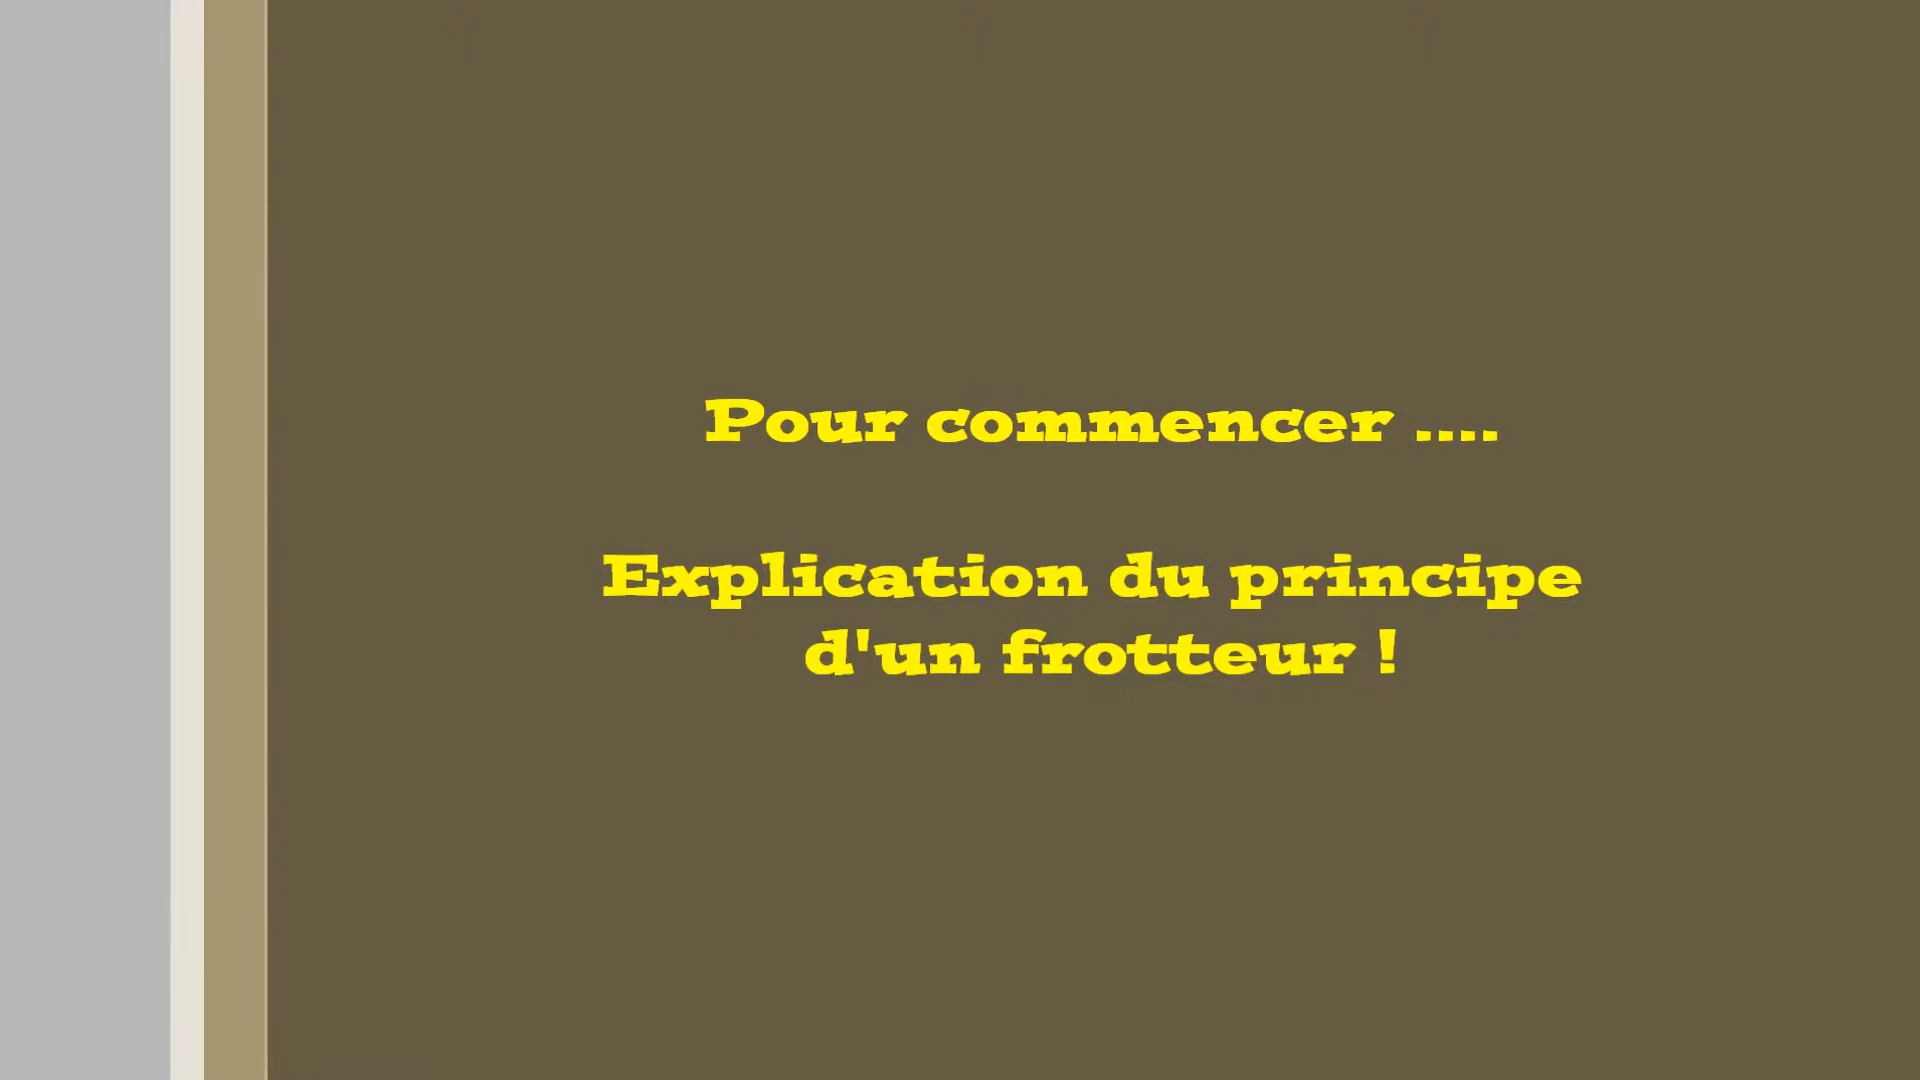 Pour commencer ....
Explication du principe
d'un frotteur !